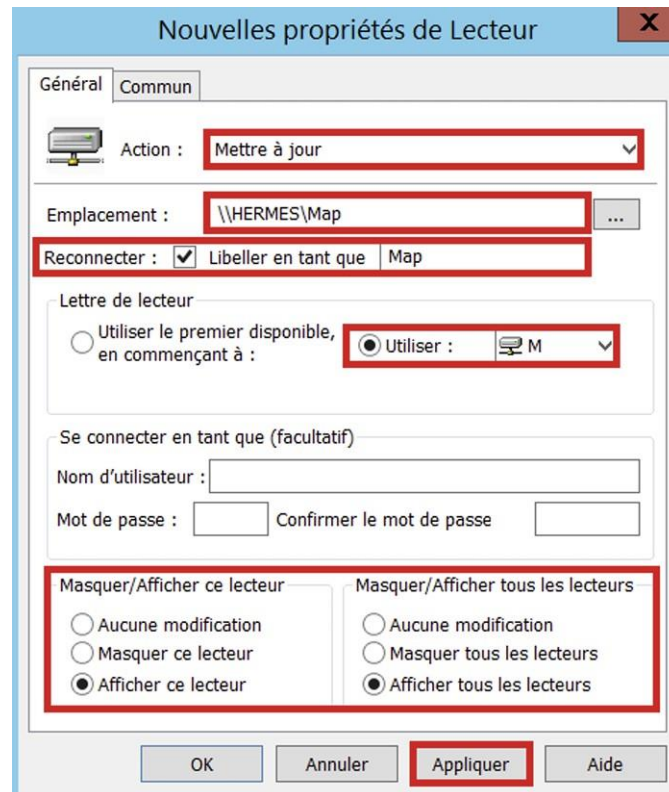 Nouvelles propriétés de Lecteur
X
Général Commun
Action : Mettre à jour
Emplacement : \\HERMES\Map ...
Reconnecter : Libeller en tant que Map
Lettre de lecteur
Utiliser le premier disponible,
en commençant à :
Utiliser : M
Se connecter en tant que (facultatif)
Nom d'utilisateur :
Mot de passe : Confirmer le mot de passe
Masquer/Afficher ce lecteur
Aucune modification
Masquer ce lecteur
Afficher ce lecteur
Masquer/Afficher tous les lecteurs
Aucune modification
Masquer tous les lecteurs
Afficher tous les lecteurs
OK Annuler Appliquer Aide